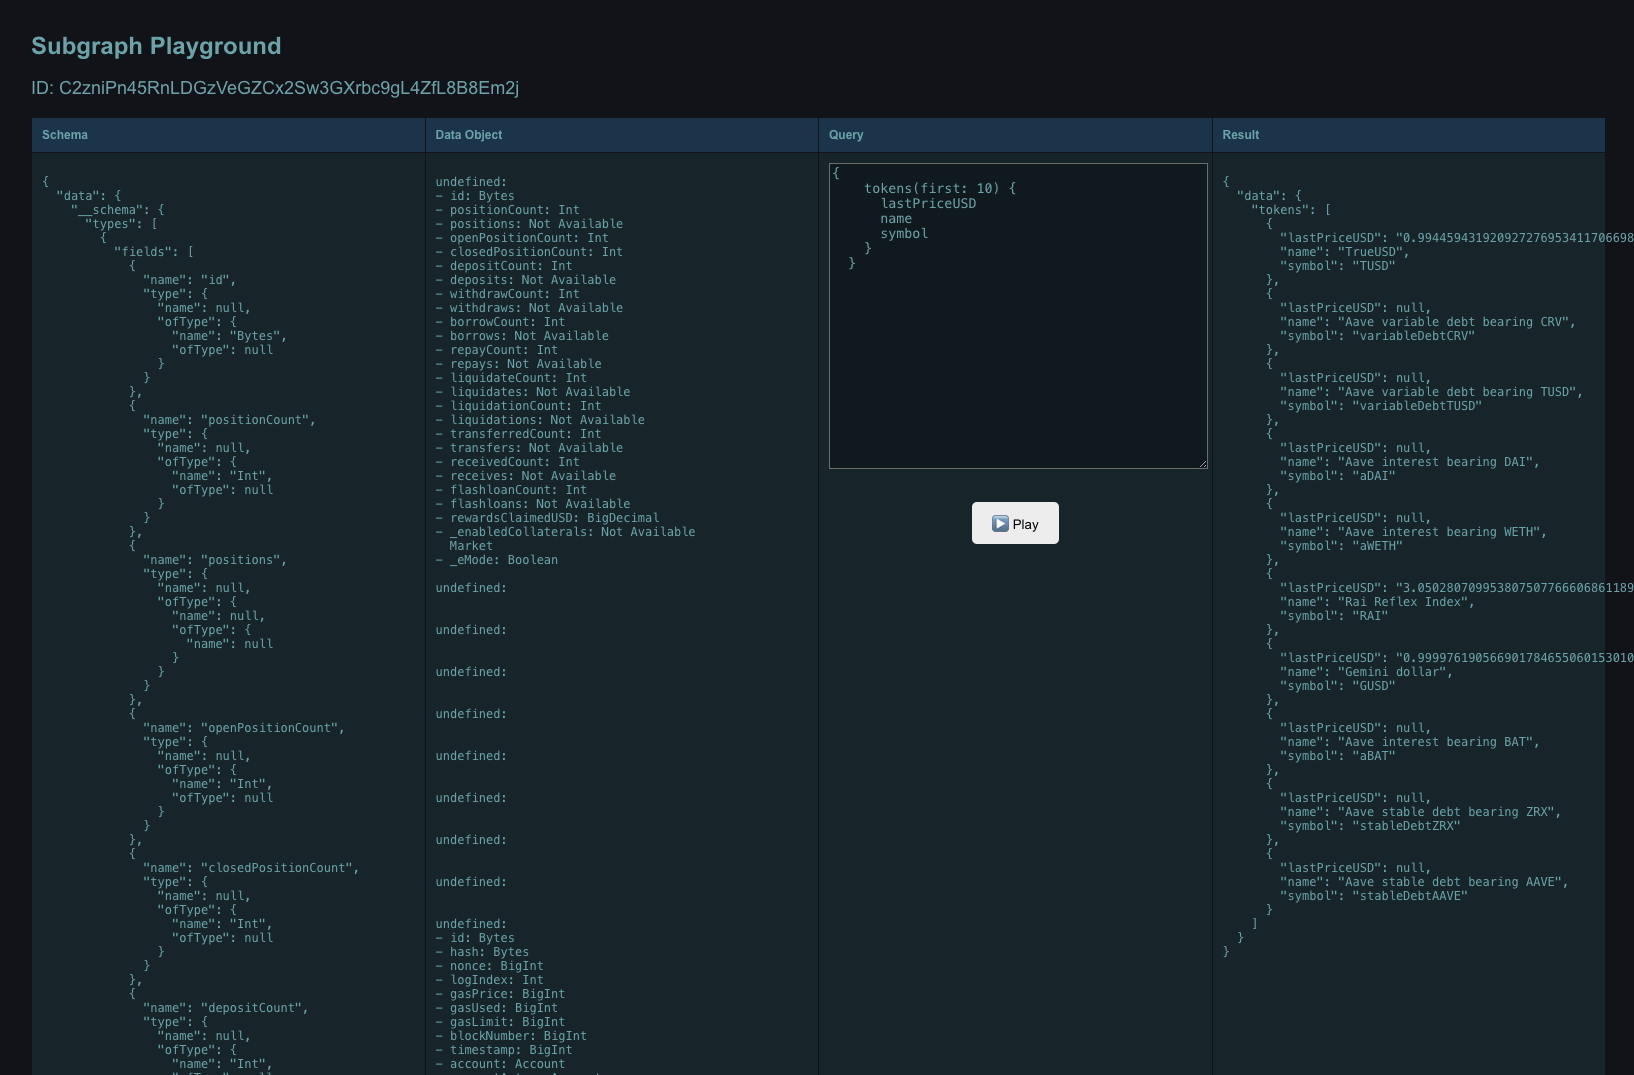 Subgraph Playground
ID: C2zniPn45RnLDGzVeGZCx2Sw3GXrbc9gL4ZfL8B8Em2j
Schema
{
"data": {
"__schema": {
"types": [
{
"fields": [
{
"name": "id",
"type": {
"name": null,
"ofType": {
"name": "Bytes",
"ofType": null
}
}
},
{
"name": "positionCount",
"type": {
"name": null,
"ofType": {
"name": "Int",
"ofType": null
}
}
},
{
"name": "positions",
"type": {
"name": null,
"ofType": {
"name": null,
"ofType": {
"name": null
}
}
}
},
{
"name": "openPositionCount",
"type": {
"name": null,
"ofType": {
"name": "Int",
"ofType": null
}
}
},
{
"name": "closedPositionCount",
"type": {
"name": null,
"ofType": {
"name": "Int",
"ofType": null
}
}
},
{
"name": "depositCount",
"type": {
"name": null,
"ofType": {
"name": "Int",
Data Object
undefined:
- id: Bytes
- positionCount: Int
- positions: Not Available
- openPositionCount: Int
- closedPositionCount: Int
- depositCount: Int
- deposits: Not Available
- withdrawCount: Int
- withdraws: Not Available
- borrowCount: Int
- borrows: Not Available
- repayCount: Int
- repays: Not Available
- liquidateCount: Int
- liquidates: Not Available
- liquidationCount: Int
- liquidations: Not Available
- transferredCount: Int
- transfers: Not Available
- receivedCount: Int
- receives: Not Available
- flashloanCount: Int
- flashloans: Not Available
- rewardsClaimedUSD: BigDecimal
- _enabledCollaterals: Not Available
Market
- _eMode: Boolean
undefined:
undefined:
undefined:
undefined:
undefined:
undefined:
undefined:
undefined:
undefined:
- id: Bytes
- hash: Bytes
- nonce: BigInt
- logIndex: Int
- gasPrice: BigInt
- gasUsed: BigInt
- gasLimit: BigInt
- blockNumber: BigInt
- timestamp: BigInt
- account: Account
Query
{
tokens(first: 10) {
lastPriceUSD
name
symbol
}
}
▶ Play
Result
{
"data": {
"tokens": [
{
"lastPriceUSD": "0.99445943192092727695341170669​8
"name": "TrueUSD",
"symbol": "TUSD"
},
{
"lastPriceUSD": null,
"name": "Aave variable debt bearing CRV",
"symbol": "variableDebtCRV"
},
{
"lastPriceUSD": null,
"name": "Aave variable debt bearing TUSD",
"symbol": "variableDebtTUSD"
},
{
"lastPriceUSD": null,
"name": "Aave interest bearing DAI",
"symbol": "aDAI"
},
{
"lastPriceUSD": null,
"name": "Aave interest bearing WETH",
"symbol": "aWETH"
},
{
"lastPriceUSD": "3.050280709953807507766606861189
"name": "Rai Reflex Index",
"symbol": "RAI"
},
{
"lastPriceUSD": "0.999976190566901784655060153010
"name": "Gemini dollar",
"symbol": "GUSD"
},
{
"lastPriceUSD": null,
"name": "Aave interest bearing BAT",
"symbol": "aBAT"
},
{
"lastPriceUSD": null,
"name": "Aave stable debt bearing ZRX",
"symbol": "stableDebtZRX"
},
{
"lastPriceUSD": null,
"name": "Aave stable debt bearing AAVE",
"symbol": "stableDebtAAVE"
}
]
}
}